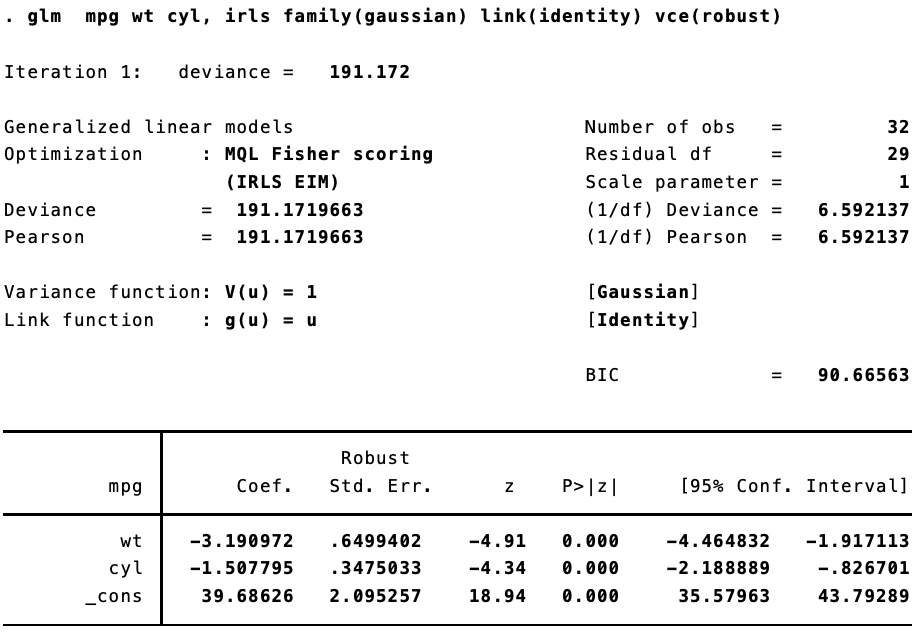 . glm  mpg wt cyl, irls family(gaussian) link(identity) vce(robust)
Iteration 1:   deviance =   191.172
Generalized linear models                         Number of obs   =         32
Optimization     : MQL Fisher scoring             Residual df     =         29
                   (IRLS EIM)                     Scale parameter =          1
Deviance         =  191.1719663                   (1/df) Deviance =   6.592137
Pearson          =  191.1719663                   (1/df) Pearson  =   6.592137
Variance function: V(u) = 1                       [Gaussian]
Link function    : g(u) = u                       [Identity]
                                                  BIC             =   90.66563
                             Robust
         mpg        Coef.   Std. Err.      z    P>|z|     [95% Conf. Interval]
          wt    -3.190972   .6499402    -4.91   0.000    -4.464832   -1.917113
         cyl    -1.507795   .3475033    -4.34   0.000    -2.188889    -.826701
       _cons     39.68626   2.095257    18.94   0.000     35.57963    43.79289